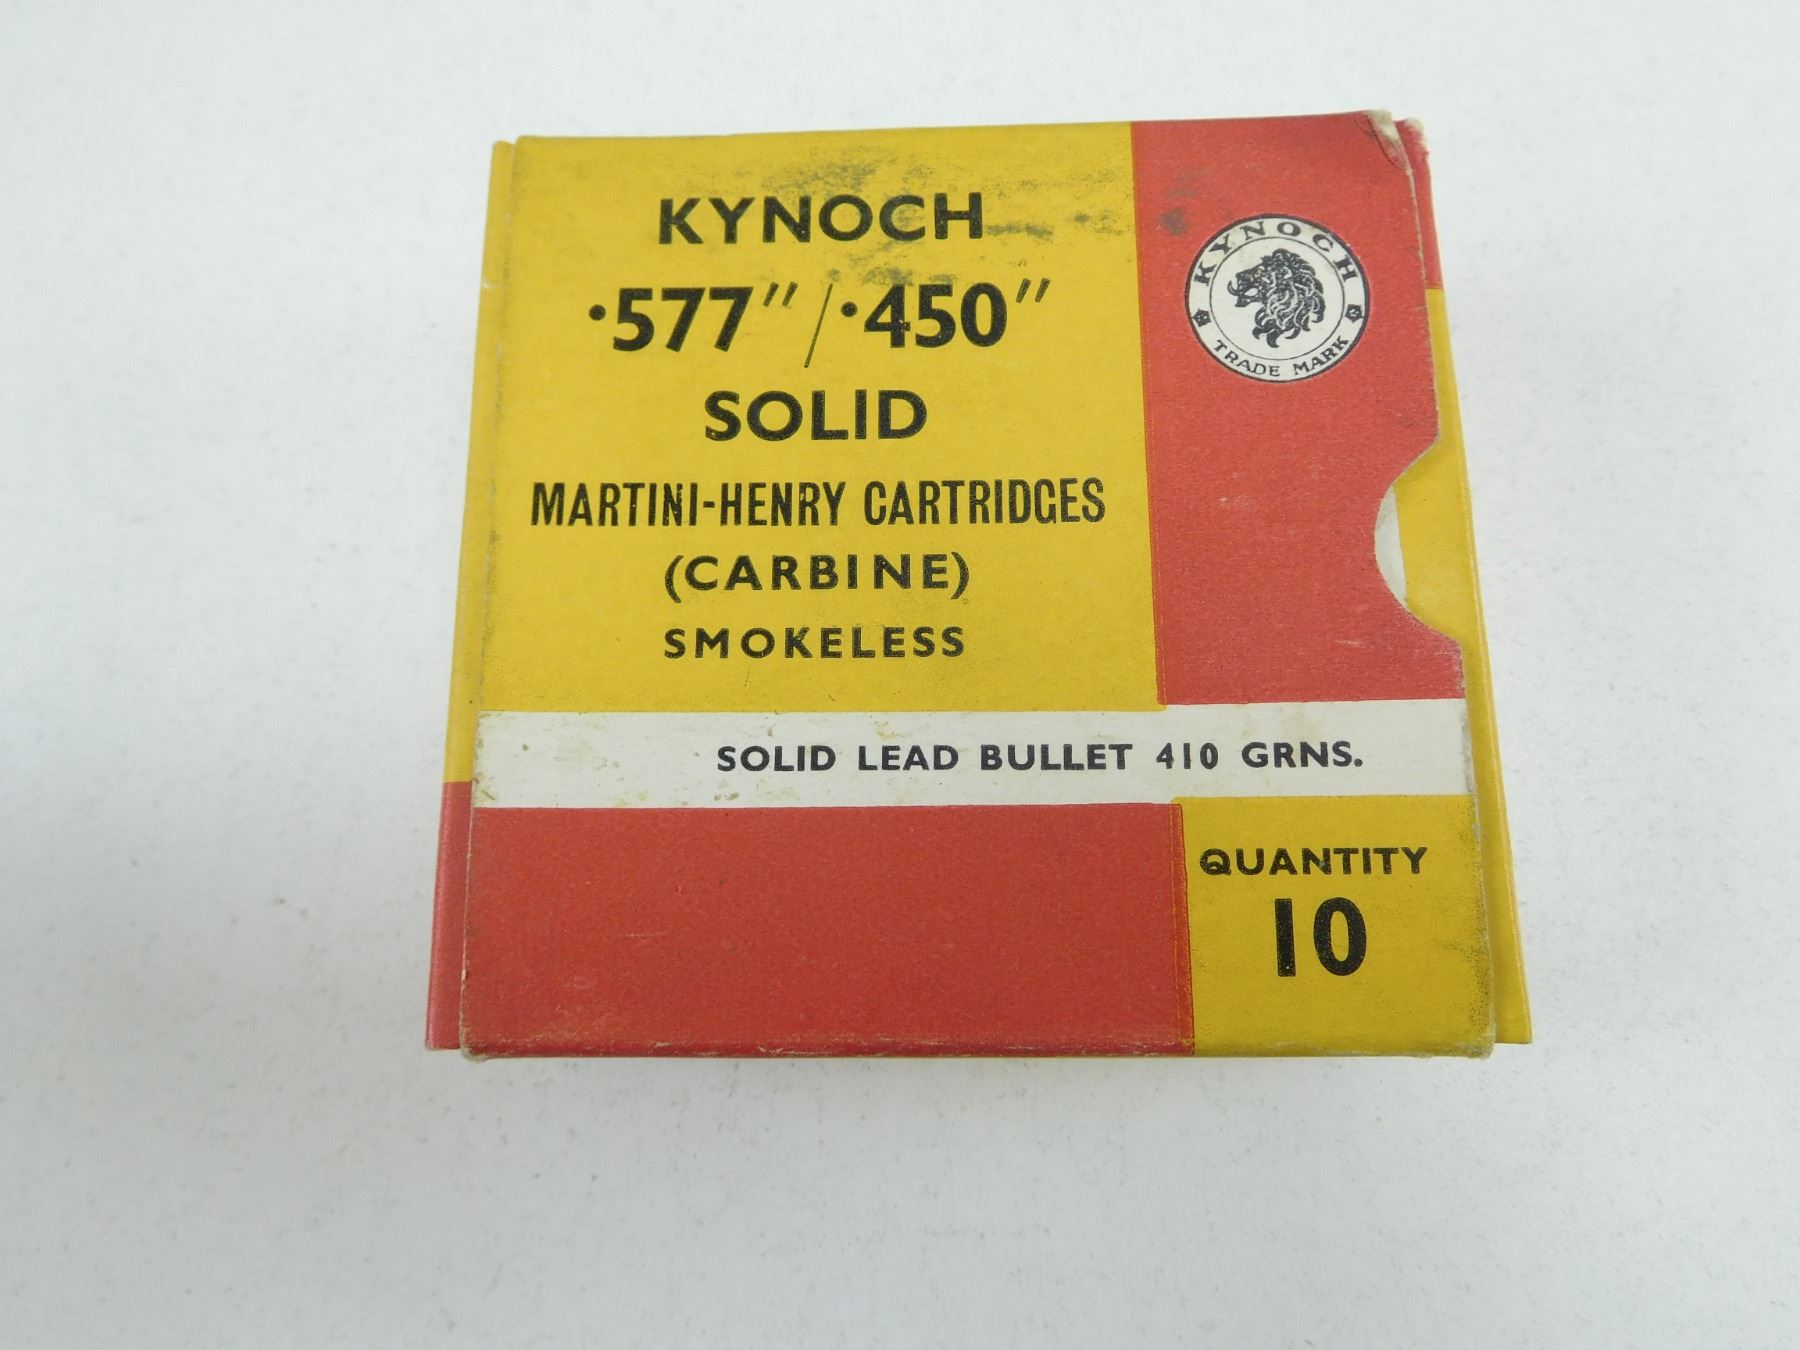 KYNOCH
·577"/·450"
SOLID
MARTINI-HENRY CARTRIDGES
(CARBINE)
SMOKELESS
KYNOCH
TRADE MARK
SOLID LEAD BULLET 410 GRNS.
QUANTITY
10